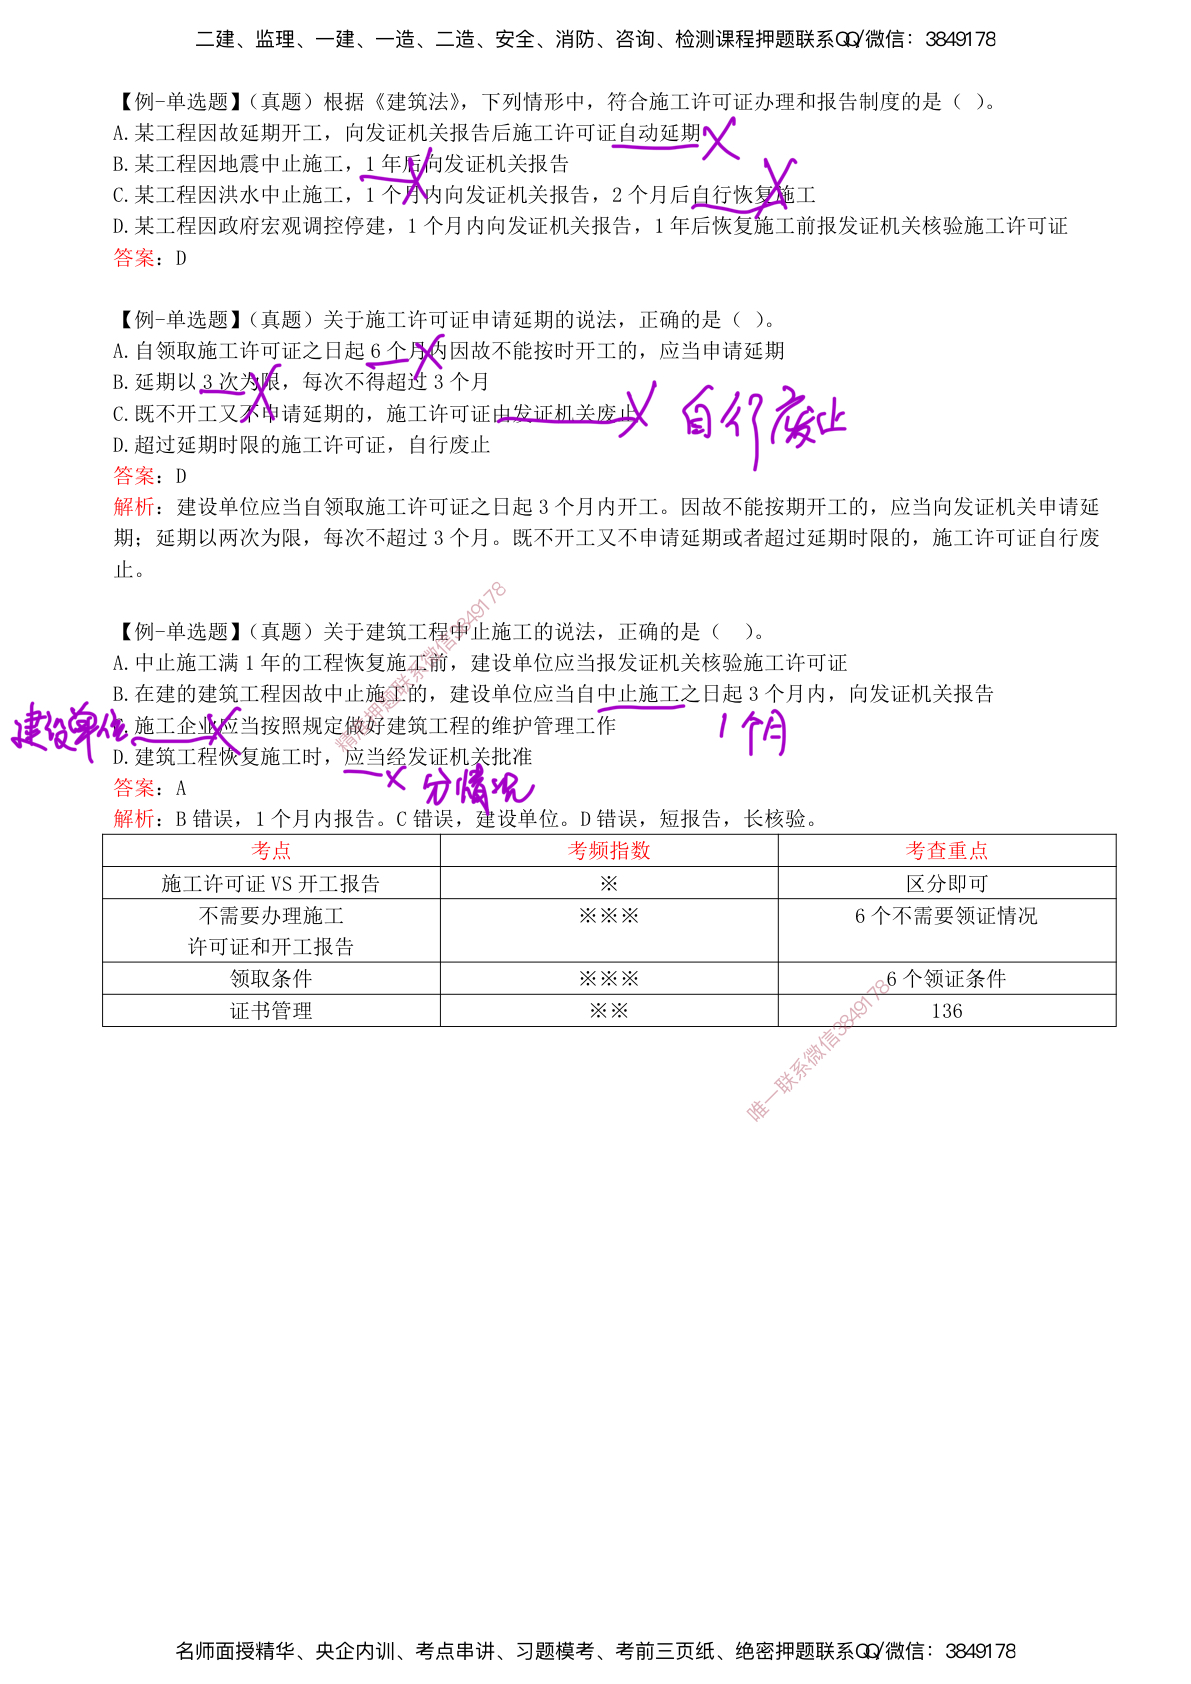 二建、监理、一建、一造、二造、安全、消防、咨询、检测课程押题联系QQ/微信：3849178
【例-单选题】（真题）根据《建筑法》，下列情形中，符合施工许可证办理和报告制度的是（ ）。
A.某工程因故延期开工，向发证机关报告后施工许可证自动延期
B.某工程因地震中止施工，1 年后向发证机关报告
C.某工程因洪水中止施工，1 个月内向发证机关报告，2 个月后自行恢复施工
D.某工程因政府宏观调控停建，1 个月内向发证机关报告，1 年后恢复施工前报发证机关核验施工许可证
答案：D
【例-单选题】（真题）关于施工许可证申请延期的说法，正确的是（ ）。
A.自领取施工许可证之日起 6 个月内因故不能按时开工的，应当申请延期
B.延期以 3 次为限，每次不得超过 3 个月
C.既不开工又不申请延期的，施工许可证由发证机关废止
自行废止
D.超过延期时限的施工许可证，自行废止
答案：D
解析：建设单位应当自领取施工许可证之日起 3 个月内开工。因故不能按期开工的，应当向发证机关申请延
期；延期以两次为限，每次不超过 3 个月。既不开工又不申请延期或者超过延期时限的，施工许可证自行废
止。
精准押题联系微信3849178
【例-单选题】（真题）关于建筑工程中止施工的说法，正确的是（ ）。
A.中止施工满 1 年的工程恢复施工前，建设单位应当报发证机关核验施工许可证
B.在建的建筑工程因故中止施工的，建设单位应当自中止施工之日起 3 个月内，向发证机关报告
建设单位
C.施工企业应当按照规定做好建筑工程的维护管理工作
1个月
D.建筑工程恢复施工时，应当经发证机关批准
分情况
答案：A
解析：B 错误，1 个月内报告。C 错误，建设单位。D 错误，短报告，长核验。
考点 考频指数 考查重点
施工许可证 VS 开工报告 ※ 区分即可
不需要办理施工 ※※※ 6 个不需要领证情况
许可证和开工报告
领取条件 ※※※ 6 个领证条件
证书管理 ※※ 136
唯一联系微信3849178
名师面授精华、央企内训、考点串讲、习题模考、考前三页纸、绝密押题联系QQ/微信：3849178